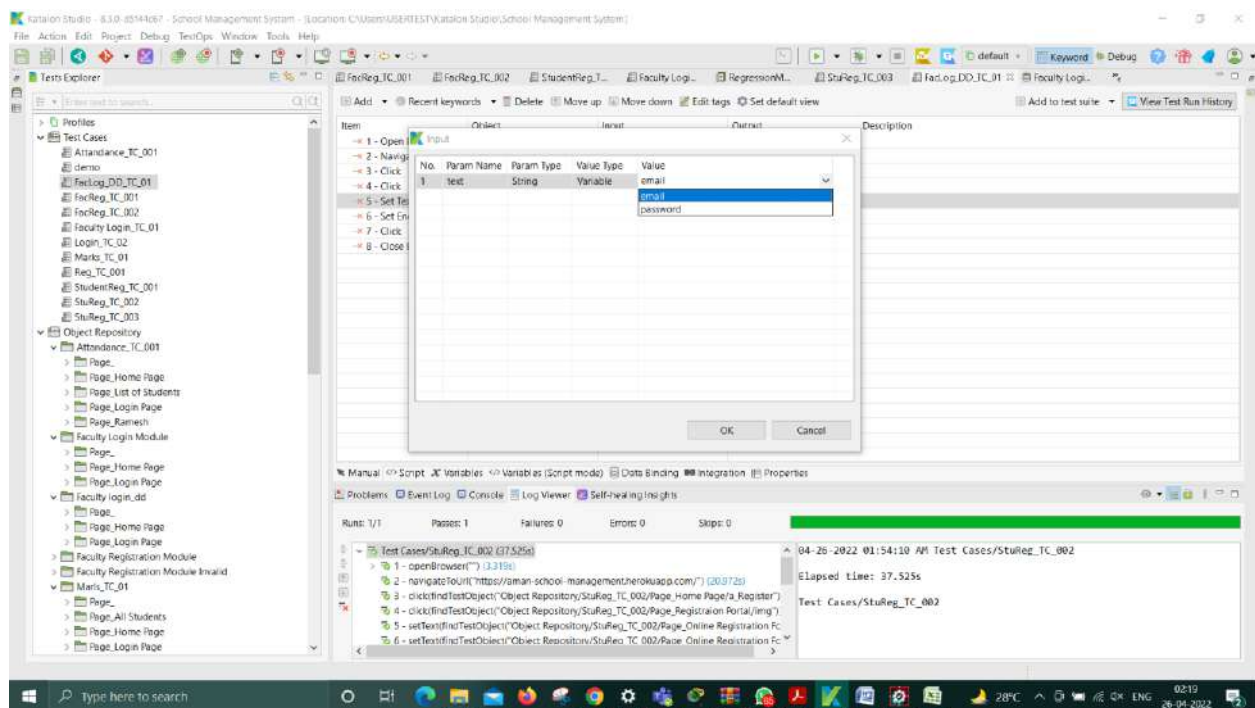 Katalon Studio - 8.3.0 - School Management System - [Location: C:\Users\USERTEST\Katalon Studio\School Management System]
File Action Edit Project Debug TestOps Window Tools Help
default Keyword Debug
Tests Explorer
FacReg_TC_001 FacReg_TC_002 StudentReg_T... Faculty Logi... RegressionM... StuReg_TC_003 FacLog_DD_TC_01 Faculty Logi...
Enter text to search...
Add Recent keywords Delete Move up Move down Edit tags Set default view Add to test suite View Test Run History
Profiles
Test Cases
Attandance_TC_001
demo
FacLog_DD_TC_01
FacReg_TC_001
FacReg_TC_002
Faculty Login_TC_01
Login_TC_02
Marks_TC_01
Reg_TC_001
StudentReg_TC_001
StuReg_TC_002
StuReg_TC_003
Object Repository
Attandance_TC_001
Page_
Page_Home Page
Page_List of Students
Page_Login Page
Page_Ramesh
Faculty Login Module
Page_
Page_Home Page
Page_Login Page
Faculty login_dd
Page_
Page_Home Page
Page_Login Page
Faculty Registration Module
Faculty Registration Module Invalid
Maris_TC_01
Page_
Page_All Students
Page_Home Page
Page_Login Page
Item Object Input Output Description
1 - Open
2 - Naviga
3 - Click
4 - Click
5 - Set Te
6 - Set En
7 - Click
8 - Close
Input
No. Param Name Param Type Value Type Value
1 text String Variable email
email
password
OK Cancel
Manual Script Variables Variables (Script mode) Data Binding Integration Properties
Problems Event Log Console Log Viewer Self-healing Insights
Runs: 1/1 Passes: 1 Failures: 0 Errors: 0 Skips: 0
Test Cases/StuReg_TC_002 (37.525s)
1 - openBrowser("") (3.319s)
2 - navigateToUrl("https://aman-school-management.herokuapp.com/") (20.972s)
3 - click(findTestObject("Object Repository/StuReg_TC_002/Page_Home Page/a_Register")
4 - click(findTestObject("Object Repository/StuReg_TC_002/Page_Registraion Portal/img")
5 - setText(findTestObject("Object Repository/StuReg_TC_002/Page_Online Registration Fc
6 - setText(findTestObject("Object Repository/StuReg_TC_002/Page_Online Registration Fc
04-26-2022 01:54:10 AM Test Cases/StuReg_TC_002
Elapsed time: 37.525s
Test Cases/StuReg_TC_002
Type here to search
28°C ENG
02:19
26-04-2022